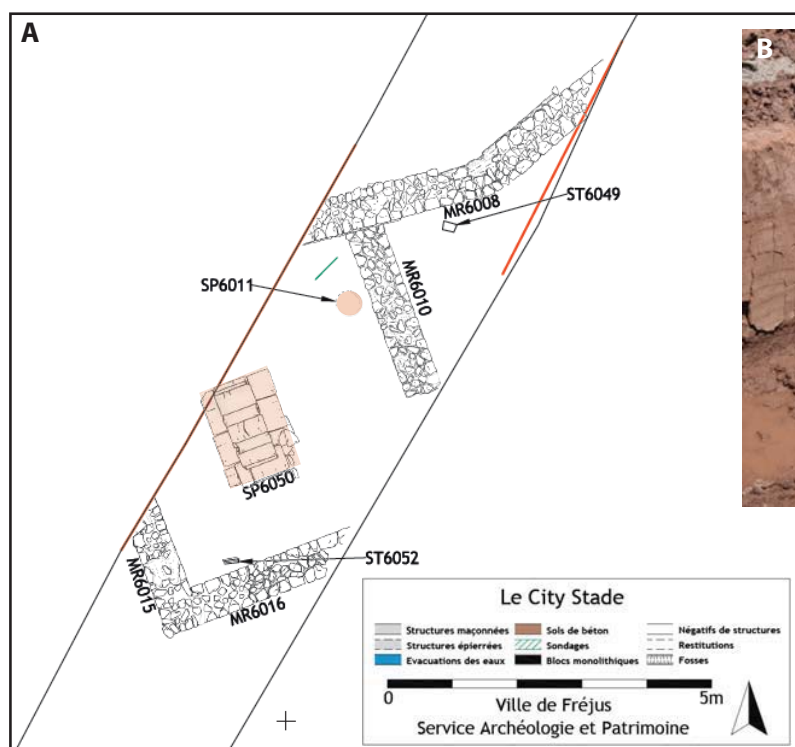 A
B
MR6008
ST6049
SP6011
MR6010
SP6050
ST6052
MR6015
MR6016
Le City Stade
Structures maçonnées
Sols de béton
Négatifs de structures
Structures épierrées
Sondages
Restitutions
Evacuations des eaux
Blocs monolithiques
Fosses
0
5m
Ville de Fréjus
Service Archéologie et Patrimoine